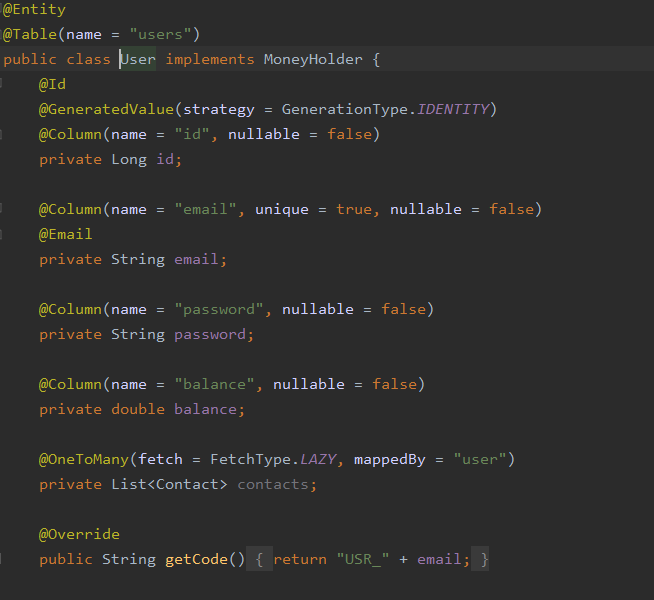 @Entity
@Table(name = "users")
public class User implements MoneyHolder {
@Id
@GeneratedValue(strategy = GenerationType.IDENTITY)
@Column(name = "id", nullable = false)
private Long id;
@Column(name = "email", unique = true, nullable = false)
@Email
private String email;
@Column(name = "password", nullable = false)
private String password;
@Column(name = "balance", nullable = false)
private double balance;
@OneToMany(fetch = FetchType.LAZY, mappedBy = "user")
private List<Contact> contacts;
@Override
public String getCode() { return "USR_" + email; }